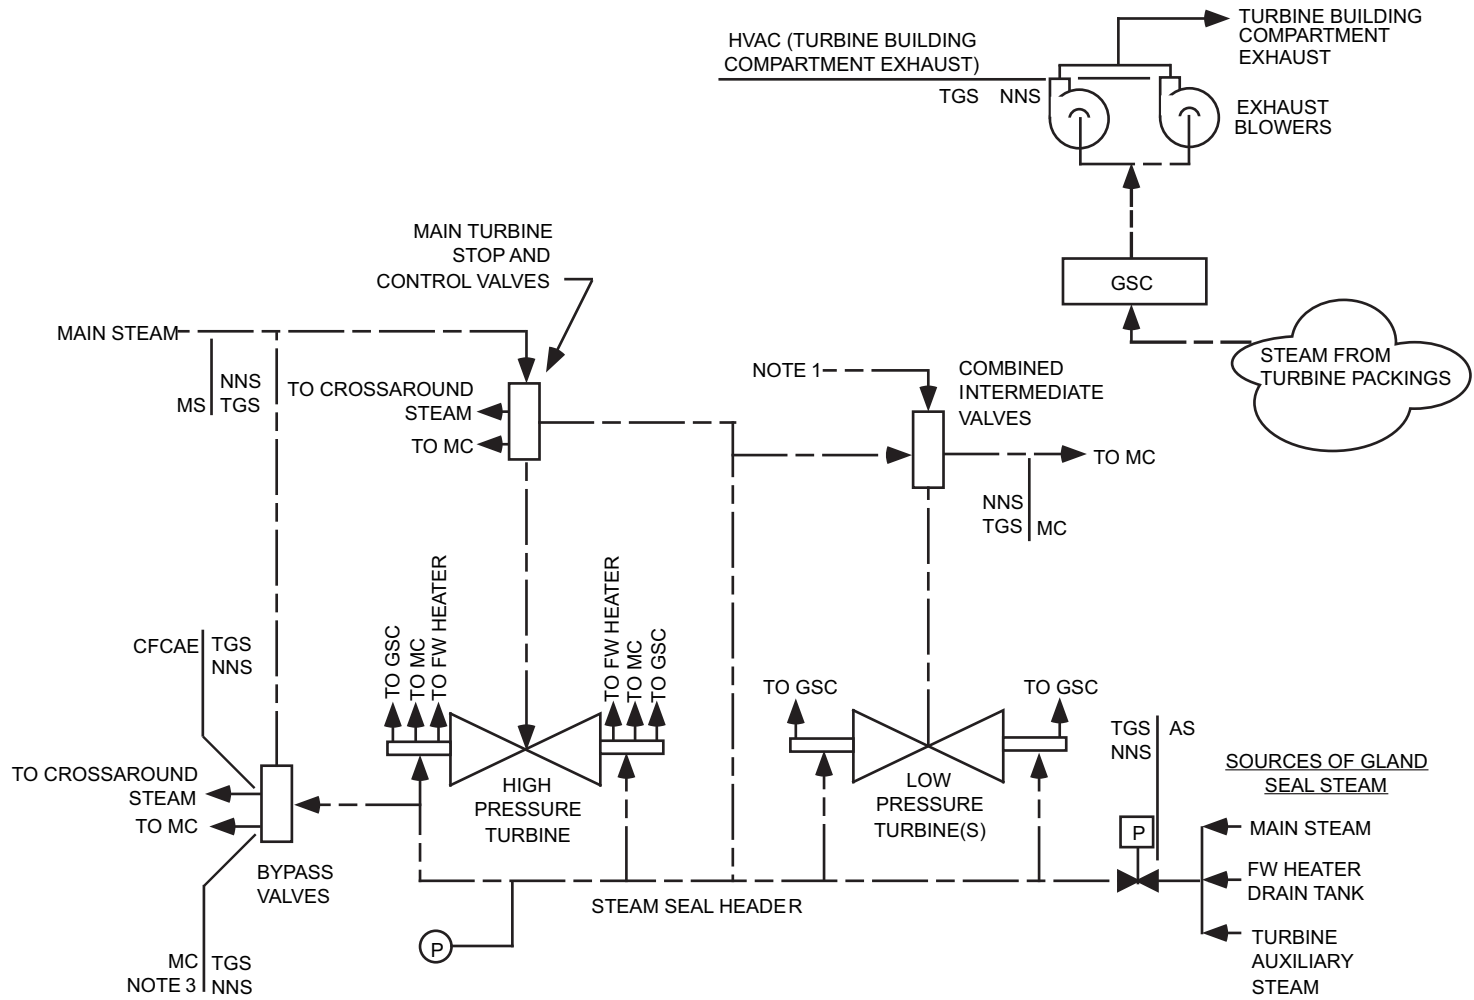 TURBINE BUILDING
COMPARTMENT
EXHAUST
HVAC (TURBINE BUILDING
COMPARTMENT EXHAUST)
TGS NNS
EXHAUST
BLOWERS
MAIN TURBINE
STOP AND
CONTROL VALVES
GSC
STEAM FROM
TURBINE PACKINGS
MAIN STEAM
MS
NNS
TGS
TO CROSSAROUND
STEAM
TO MC
NOTE 1
COMBINED
INTERMEDIATE
VALVES
TO MC
NNS
TGS
MC
CFCAE
TGS
NNS
TO GSC
TO MC
TO FW HEATER
TO FW HEATER
TO MC
TO GSC
TO GSC
TO GSC
TGS
NNS
AS
SOURCES OF GLAND
SEAL STEAM
TO CROSSAROUND
STEAM
TO MC
BYPASS
VALVES
HIGH
PRESSURE
TURBINE
LOW
PRESSURE
TURBINE(S)
P
MAIN STEAM
FW HEATER
DRAIN TANK
TURBINE
AUXILIARY
STEAM
STEAM SEAL HEADER
P
MC
NOTE 3
TGS
NNS